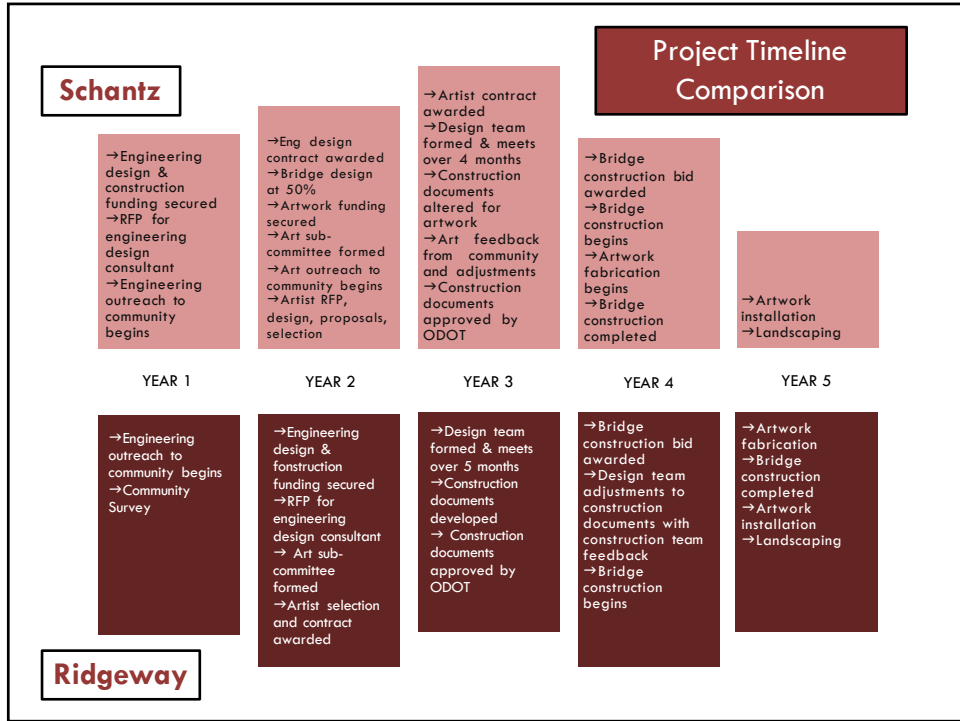 Project Timeline
Comparison
Schantz
→Engineering
design &
construction
funding secured
→RFP for
engineering
design
consultant
→Engineering
outreach to
community
begins
→Eng design
contract awarded
→Bridge design
at 50%
→Artwork funding
secured
→Art sub-
committee formed
→Art outreach to
community begins
→Artist RFP,
design, proposals,
selection
→Artist contract
awarded
→Design team
formed & meets
over 4 months
→Construction
documents
altered for
artwork
→Art feedback
from community
and adjustments
→Construction
documents
approved by
ODOT
→Bridge
construction bid
awarded
→Bridge
construction
begins
→Artwork
fabrication
begins
→Bridge
construction
completed
→Artwork
installation
→Landscaping
YEAR 1
YEAR 2
YEAR 3
YEAR 4
YEAR 5
→Engineering
outreach to
community begins
→Community
Survey
→Engineering
design &
fonstruction
funding secured
→RFP for
engineering
design consultant
→ Art sub-
committee
formed
→Artist selection
and contract
awarded
→Design team
formed & meets
over 5 months
→Construction
documents
developed
→ Construction
documents
approved by
ODOT
→Bridge
construction bid
awarded
→Design team
adjustments to
construction
documents with
construction team
feedback
→Bridge
construction
begins
→Artwork
fabrication
→Bridge
construction
completed
→Artwork
installation
→Landscaping
Ridgeway